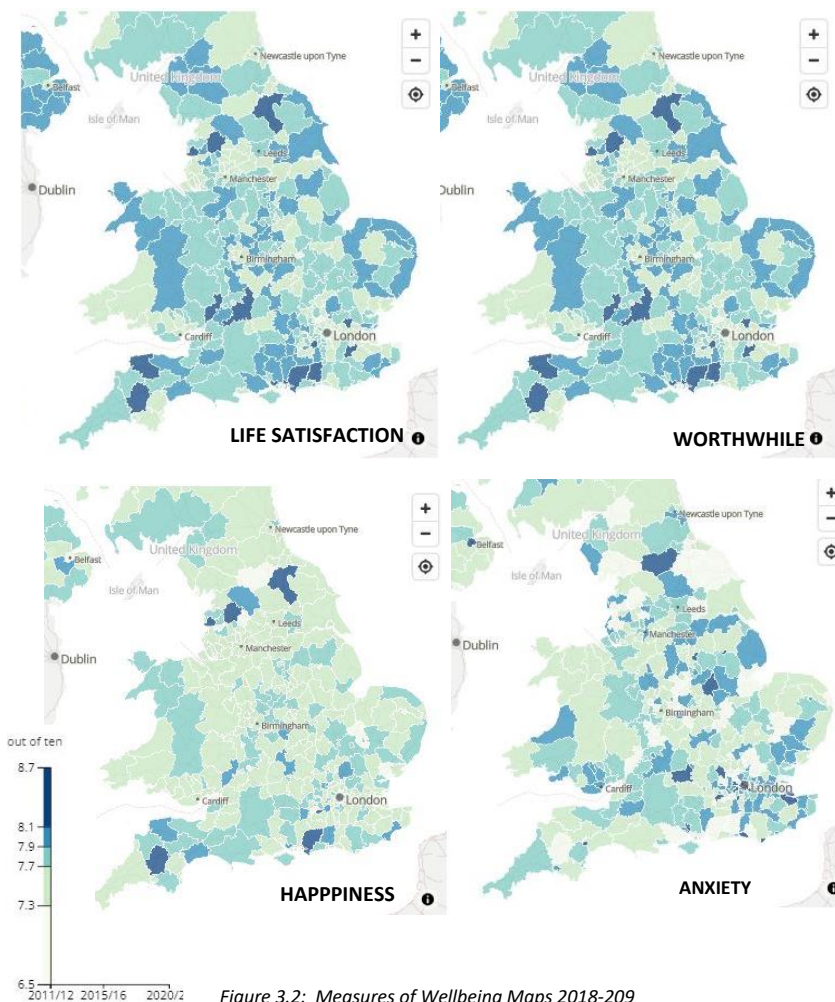 Newcastle upon Tyne
United Kingdom
Belfast
Isle of Man
Leeds
Dublin
Manchester
Birmingham
Cardiff
London
LIFE SATISFACTION
+
−
Newcastle upon Tyne
United Kingdom
Belfast
Isle of Man
Leeds
Dublin
Manchester
Birmingham
Cardiff
London
WORTHWHILE
+
−
Newcastle upon Tyne
United Kingdom
Belfast
Isle of Man
Leeds
Dublin
Manchester
Birmingham
Cardiff
London
HAPPPINESS
+
−
Newcastle upon Tyne
United Kingdom
Belfast
Isle of Man
Leeds
Dublin
Manchester
Birmingham
Cardiff
London
ANXIETY
+
−
out of ten
8.7
8.1
7.9
7.7
7.3
6.5
2011/12 2015/16 2020/2
Figure 3.2: Measures of Wellbeing Maps 2018-209